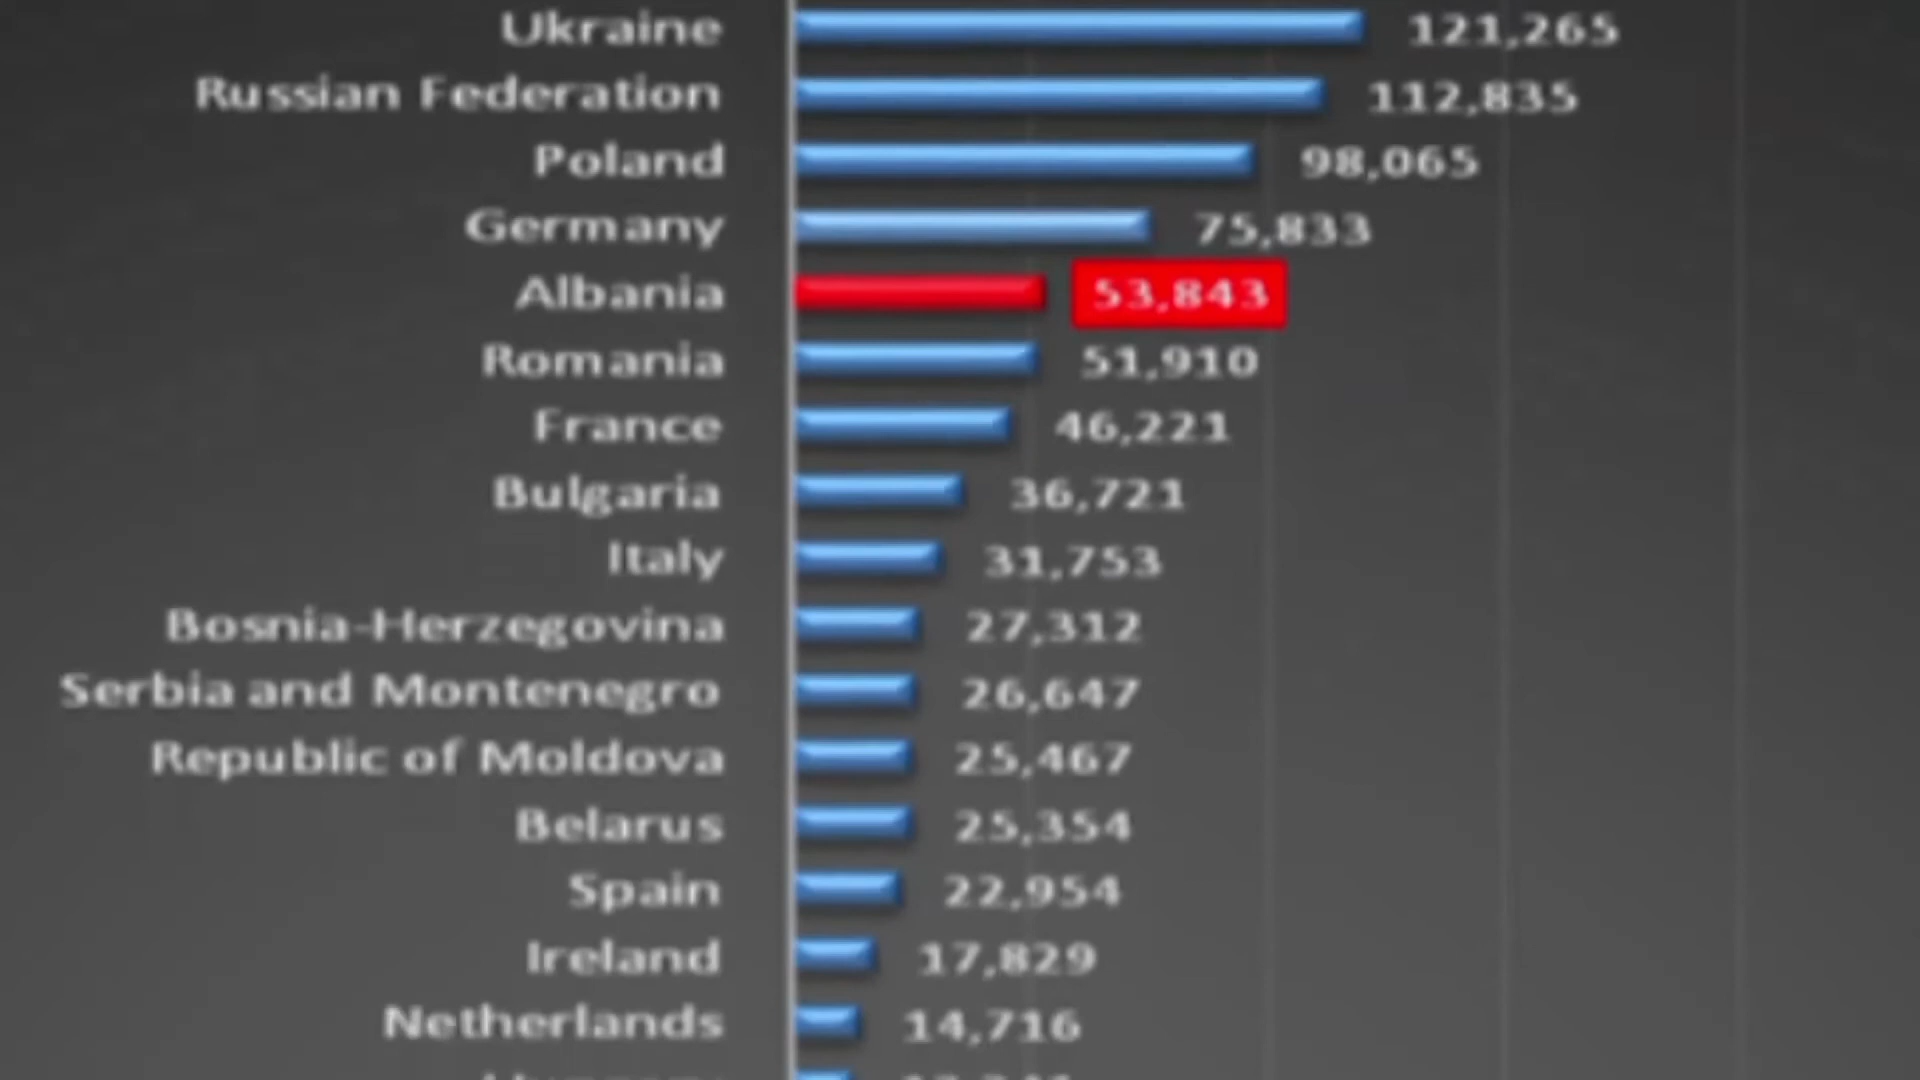 Ukraine 121,265
Russian Federation 112,835
Poland 98,065
Germany 75,833
Albania 53,843
Romania 51,910
France 46,221
Bulgaria 36,721
Italy 31,753
Bosnia-Herzegovina 27,312
Serbia and Montenegro 26,647
Republic of Moldova 25,467
Belarus 25,354
Spain 22,954
Ireland 17,829
Netherlands 14,716